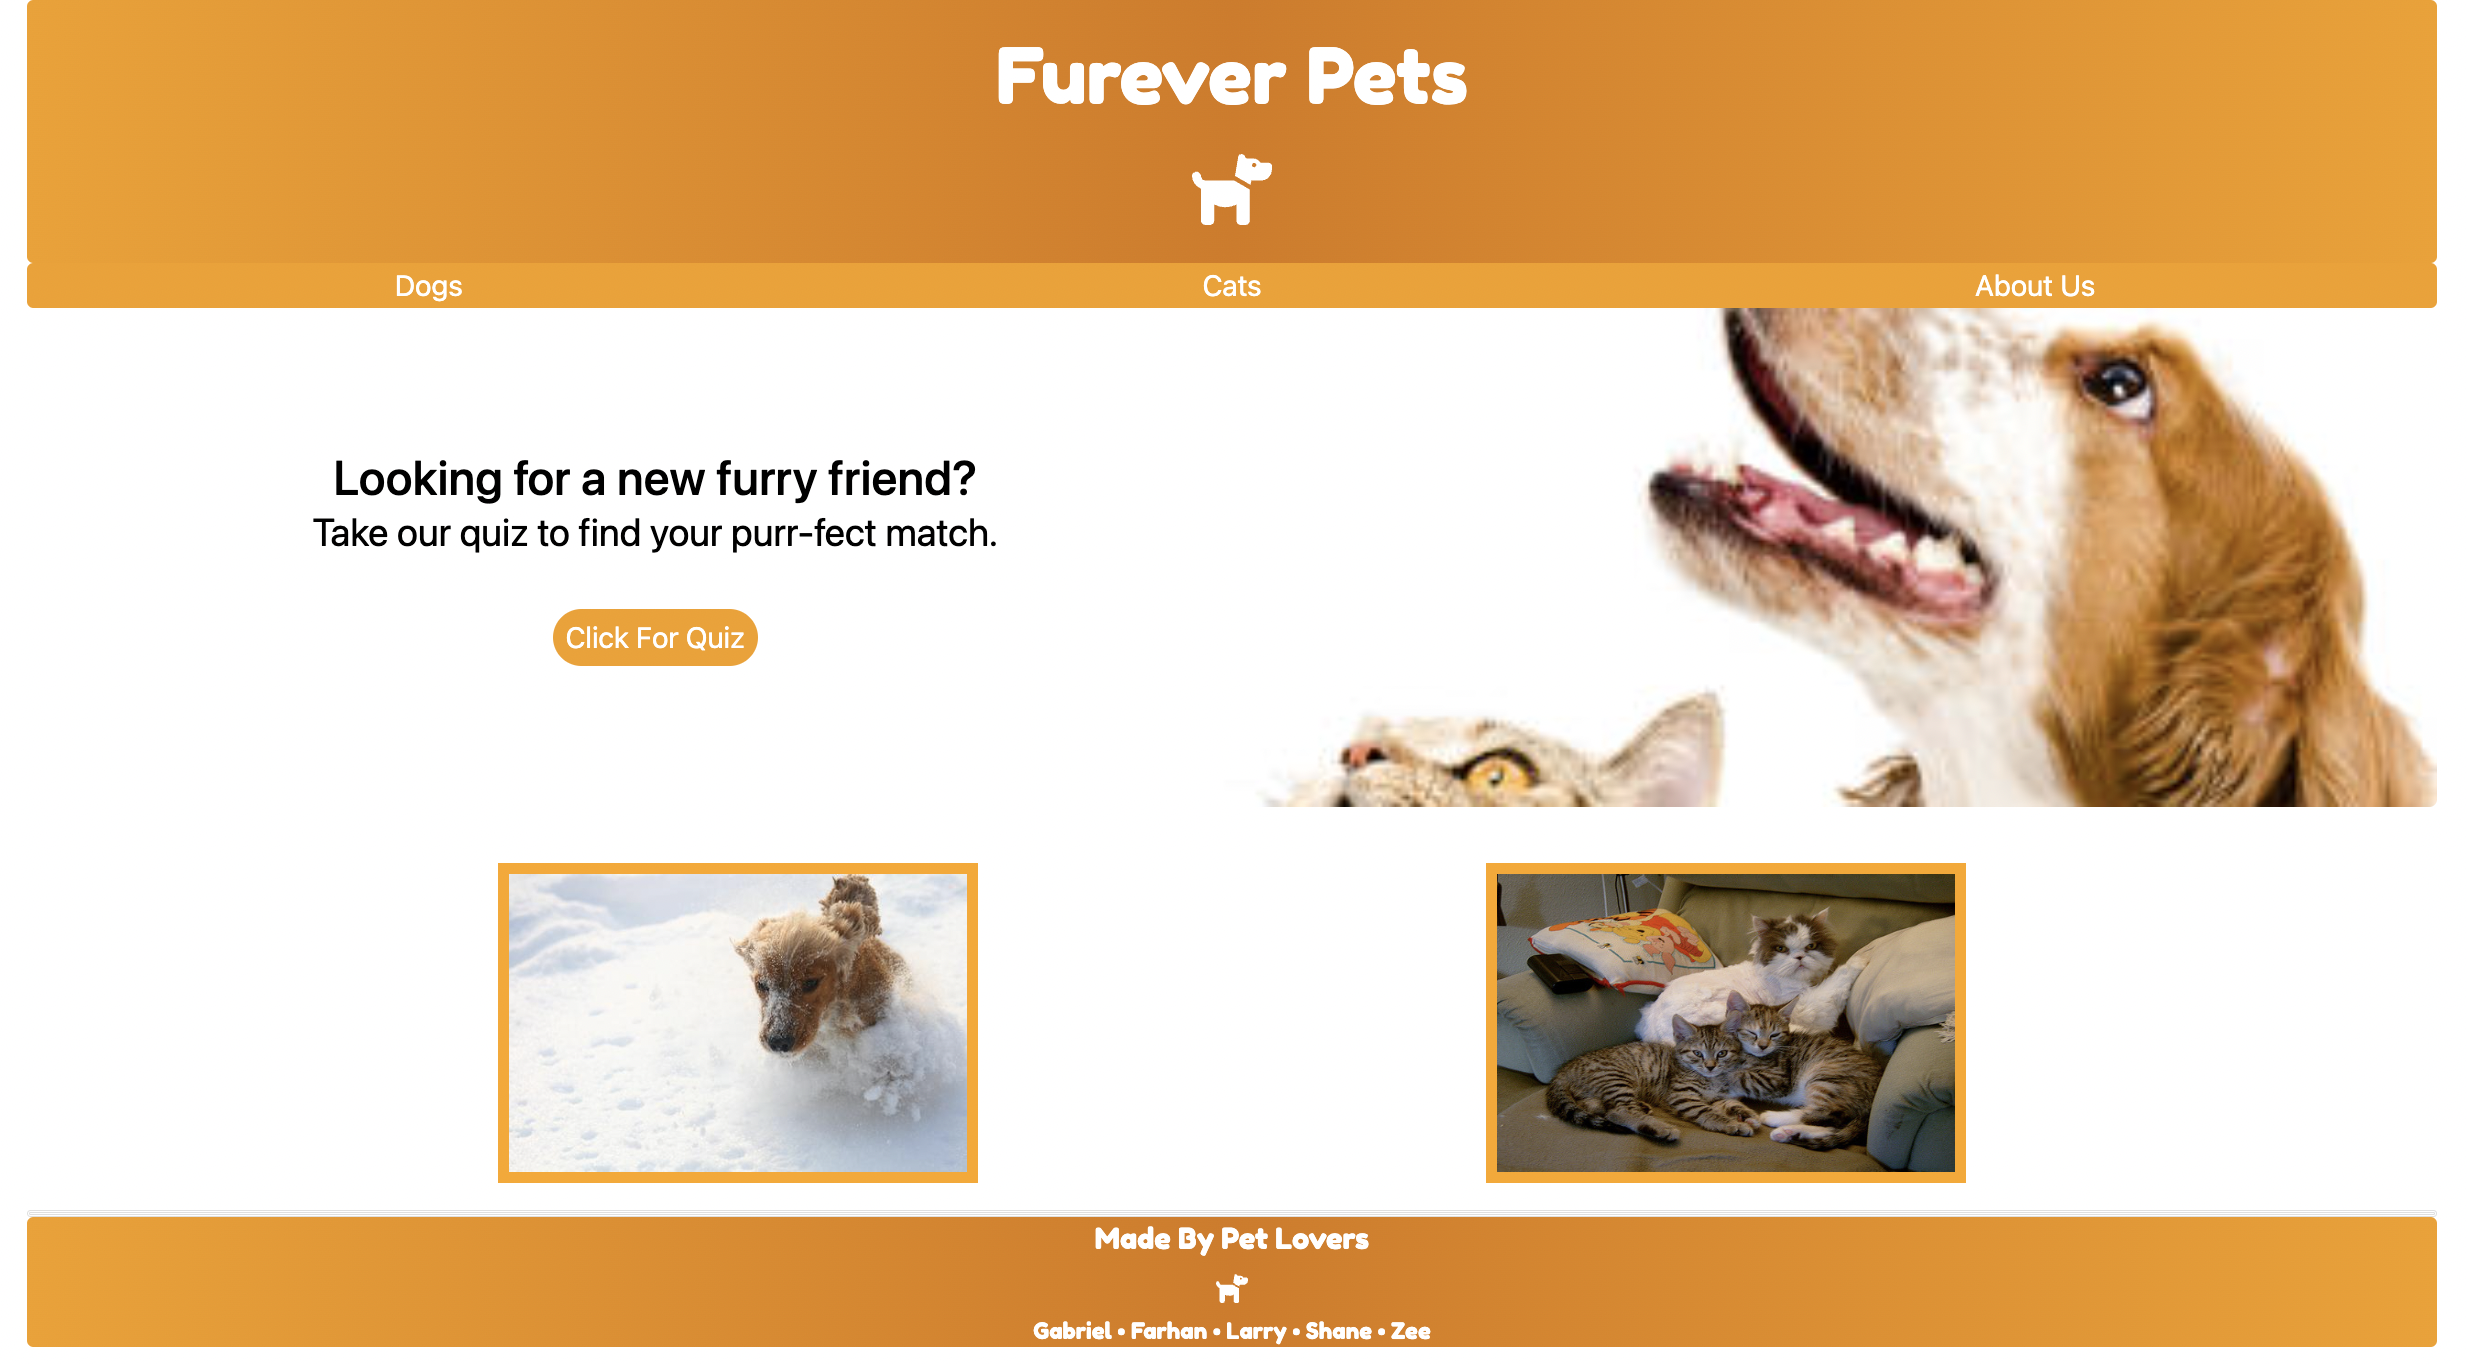 Furever Pets
Dogs
Cats
About Us
Looking for a new furry friend?
Take our quiz to find your purr-fect match.
Click For Quiz
Made By Pet Lovers
Gabriel • Farhan • Larry • Shane • Zee